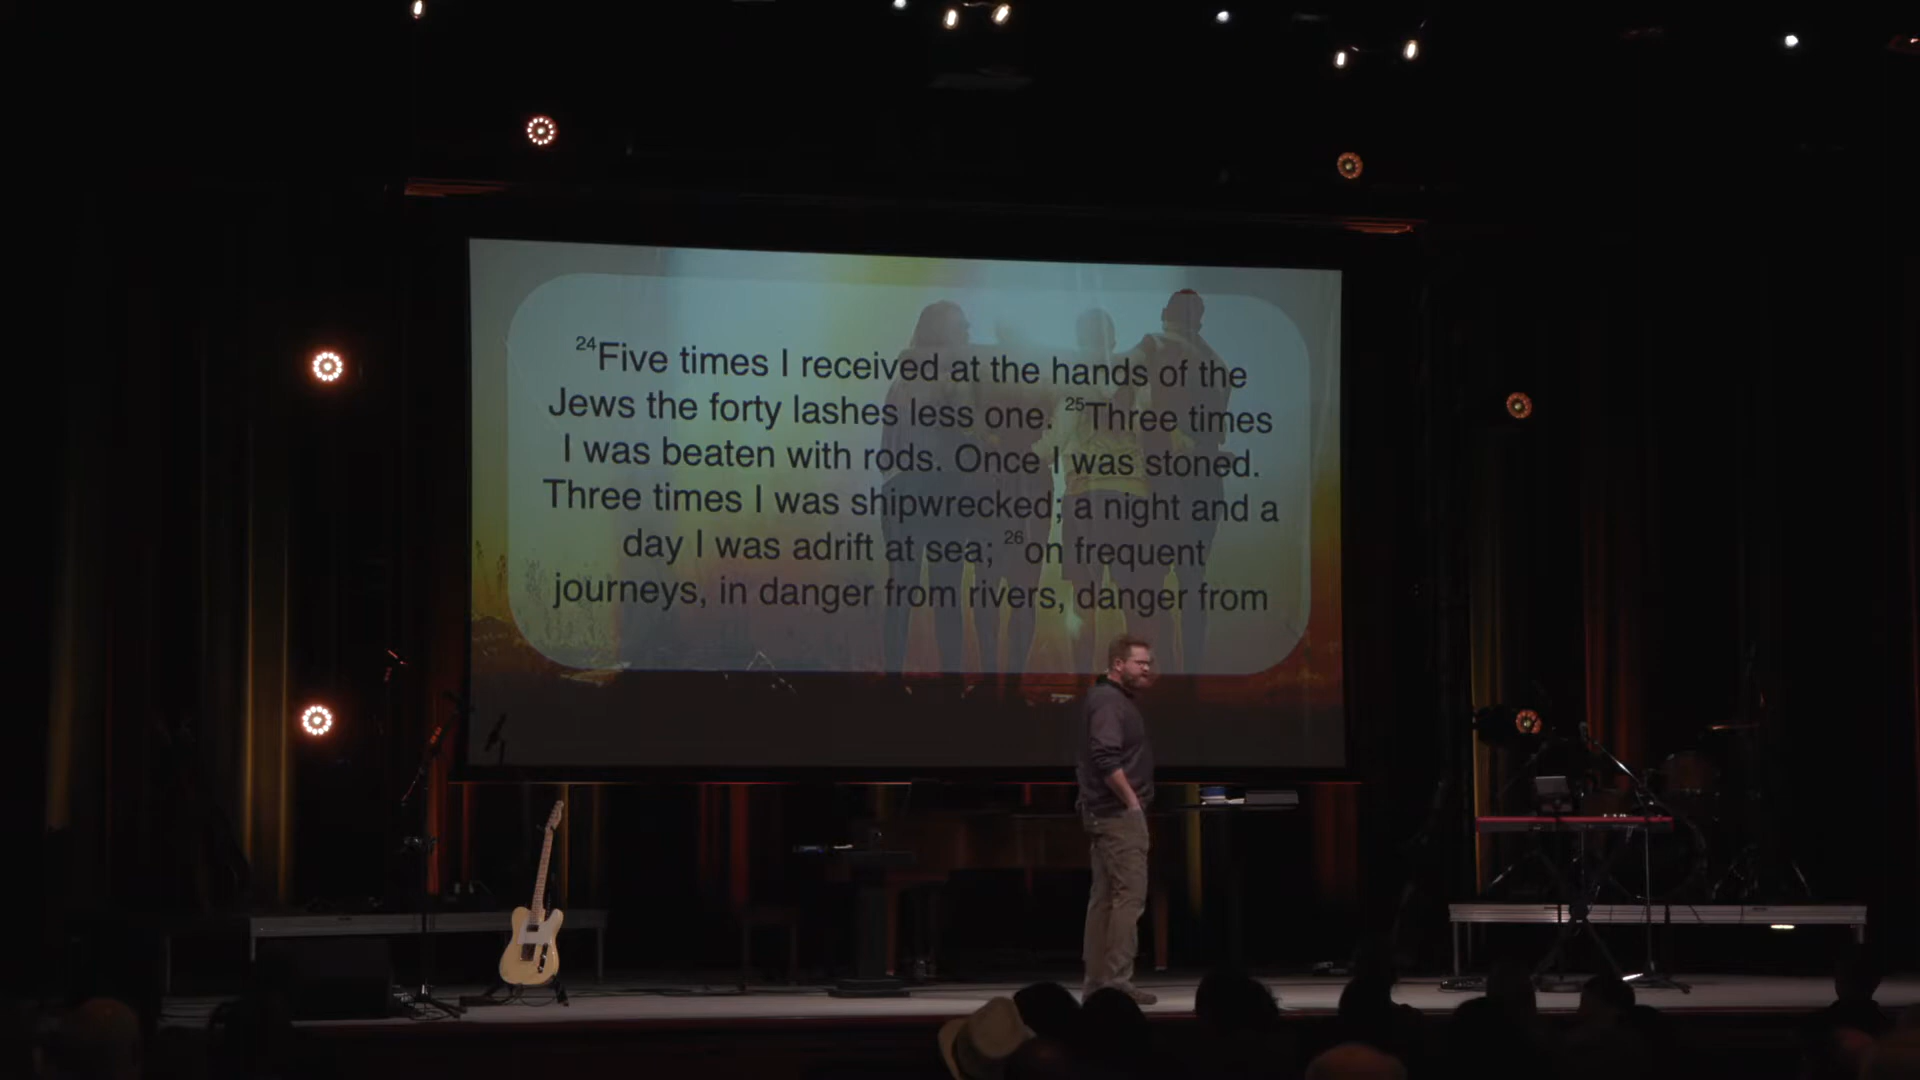 ²⁴Five times I received at the hands of the
Jews the forty lashes less one. ²⁵Three times
I was beaten with rods. Once I was stoned.
Three times I was shipwrecked; a night and a
day I was adrift at sea; ²⁶on frequent
journeys, in danger from rivers, danger from